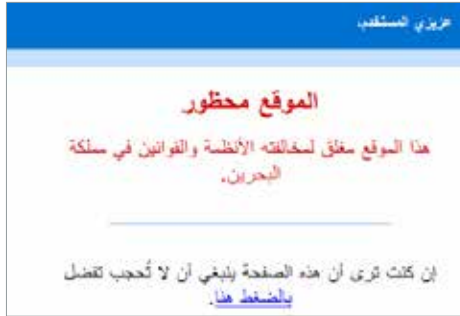 عزيزي المستخدم،
الموقع محظور
هذا الموقع مغلق لمخالفته الأنظمة والقوانين في مملكة
البحرين.
إن كنت ترى أن هذه الصفحة ينبغي أن لا تُحجب تفضل
بالضغط هنا.